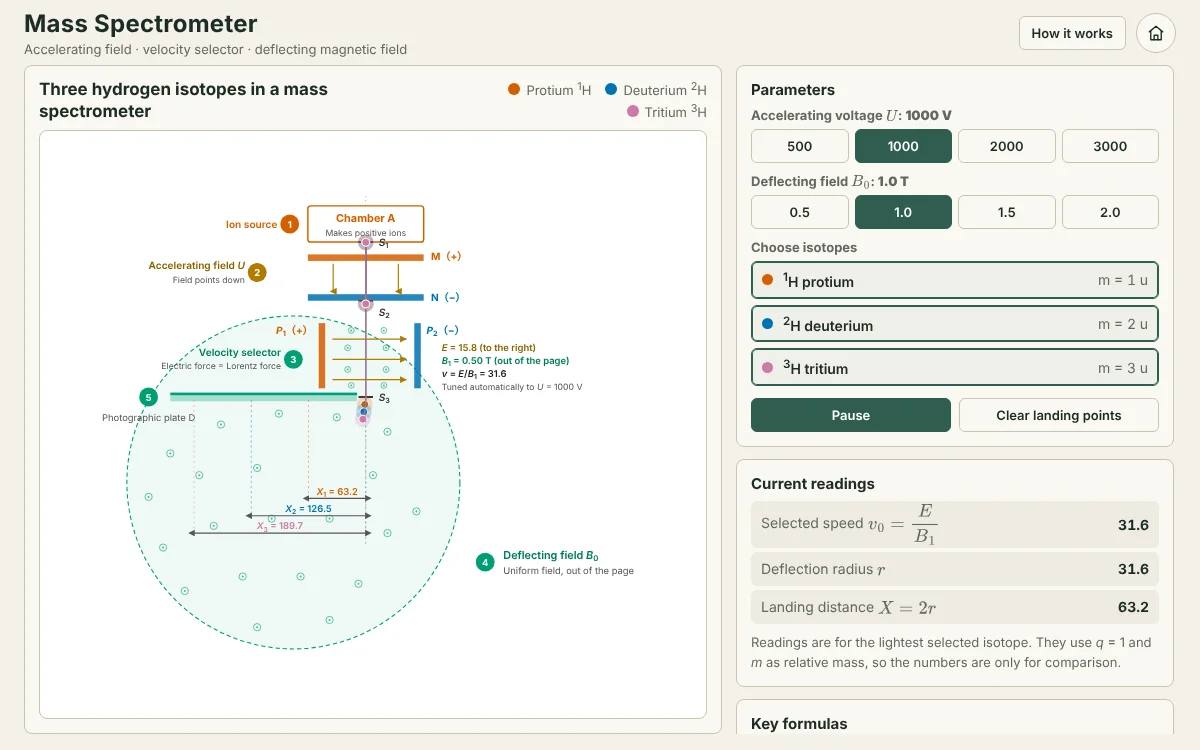 Mass Spectrometer
Accelerating field · velocity selector · deflecting magnetic field
How it works
Three hydrogen isotopes in a mass
spectrometer
Protium ¹H
Deuterium ²H
Tritium ³H
Ion source 1
Chamber A
Makes positive ions
S₁
Accelerating field U
Field points down
2
M (+)
N (−)
S₂
P₁ (+)
P₂ (−)
Velocity selector
Electric force = Lorentz force
3
E = 15.8 (to the right)
B₁ = 0.50 T (out of the page)
v = E/B₁ = 31.6
Tuned automatically to U = 1000 V
5
Photographic plate D
S₃
X₁ = 63.2
X₂ = 126.5
X₃ = 189.7
4
Deflecting field B₀
Uniform field, out of the page
Parameters
Accelerating voltage U: 1000 V
500
1000
2000
3000
Deflecting field B₀: 1.0 T
0.5
1.0
1.5
2.0
Choose isotopes
¹H protium m = 1 u
²H deuterium m = 2 u
³H tritium m = 3 u
Pause
Clear landing points
Current readings
Selected speed v₀ = E/B₁ 31.6
Deflection radius r 31.6
Landing distance X = 2r 63.2
Readings are for the lightest selected isotope. They use q = 1 and
m as relative mass, so the numbers are only for comparison.
Key formulas